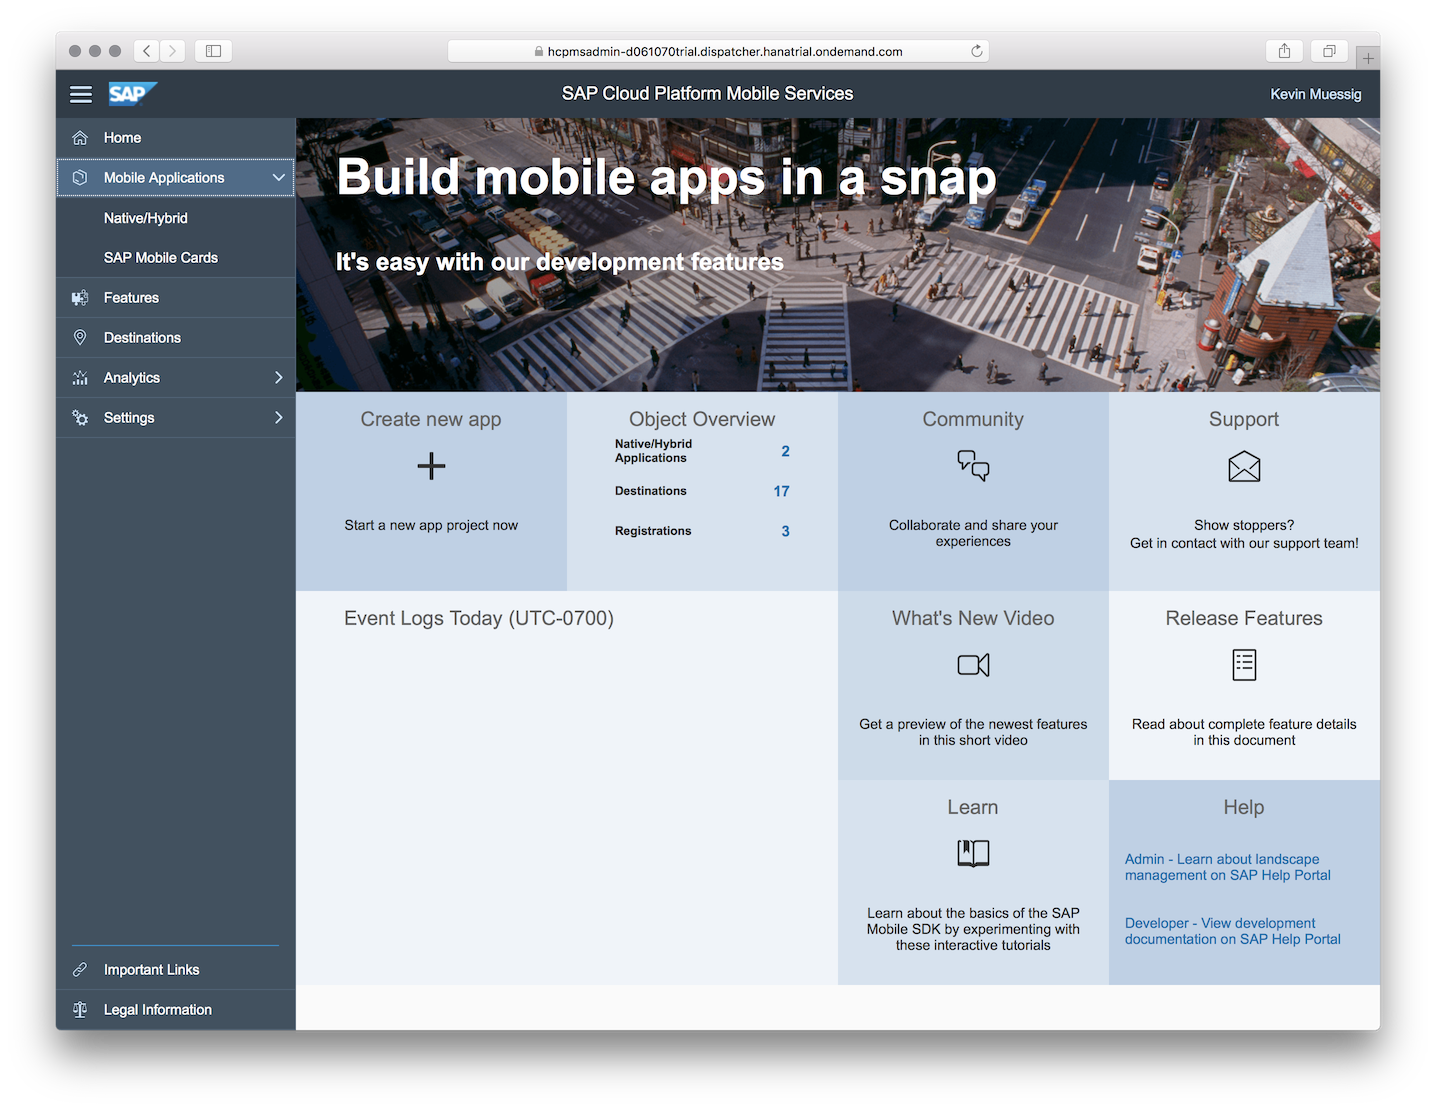 hcpmsadmin-d061070trial.dispatcher.hanatrial.ondemand.com
SAP
SAP Cloud Platform Mobile Services
Kevin Muessig
Home
Mobile Applications
Native/Hybrid
SAP Mobile Cards
Features
Destinations
Analytics
Settings
Important Links
Legal Information
Build mobile apps in a snap
It's easy with our development features
Create new app
Start a new app project now
Object Overview
Native/Hybrid
Applications 2
Destinations 17
Registrations 3
Community
Collaborate and share your
experiences
Support
Show stoppers?
Get in contact with our support team!
Event Logs Today (UTC-0700)
What's New Video
Get a preview of the newest features
in this short video
Release Features
Read about complete feature details
in this document
Learn
Learn about the basics of the SAP
Mobile SDK by experimenting with
these interactive tutorials
Help
Admin - Learn about landscape
management on SAP Help Portal
Developer - View development
documentation on SAP Help Portal